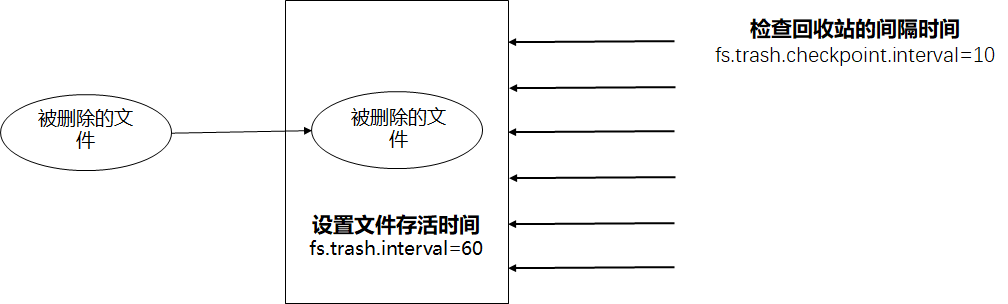 被删除的文
件
被删除的文
件
设置文件存活时间
fs.trash.interval=60
检查回收站的间隔时间
fs.trash.checkpoint.interval=10